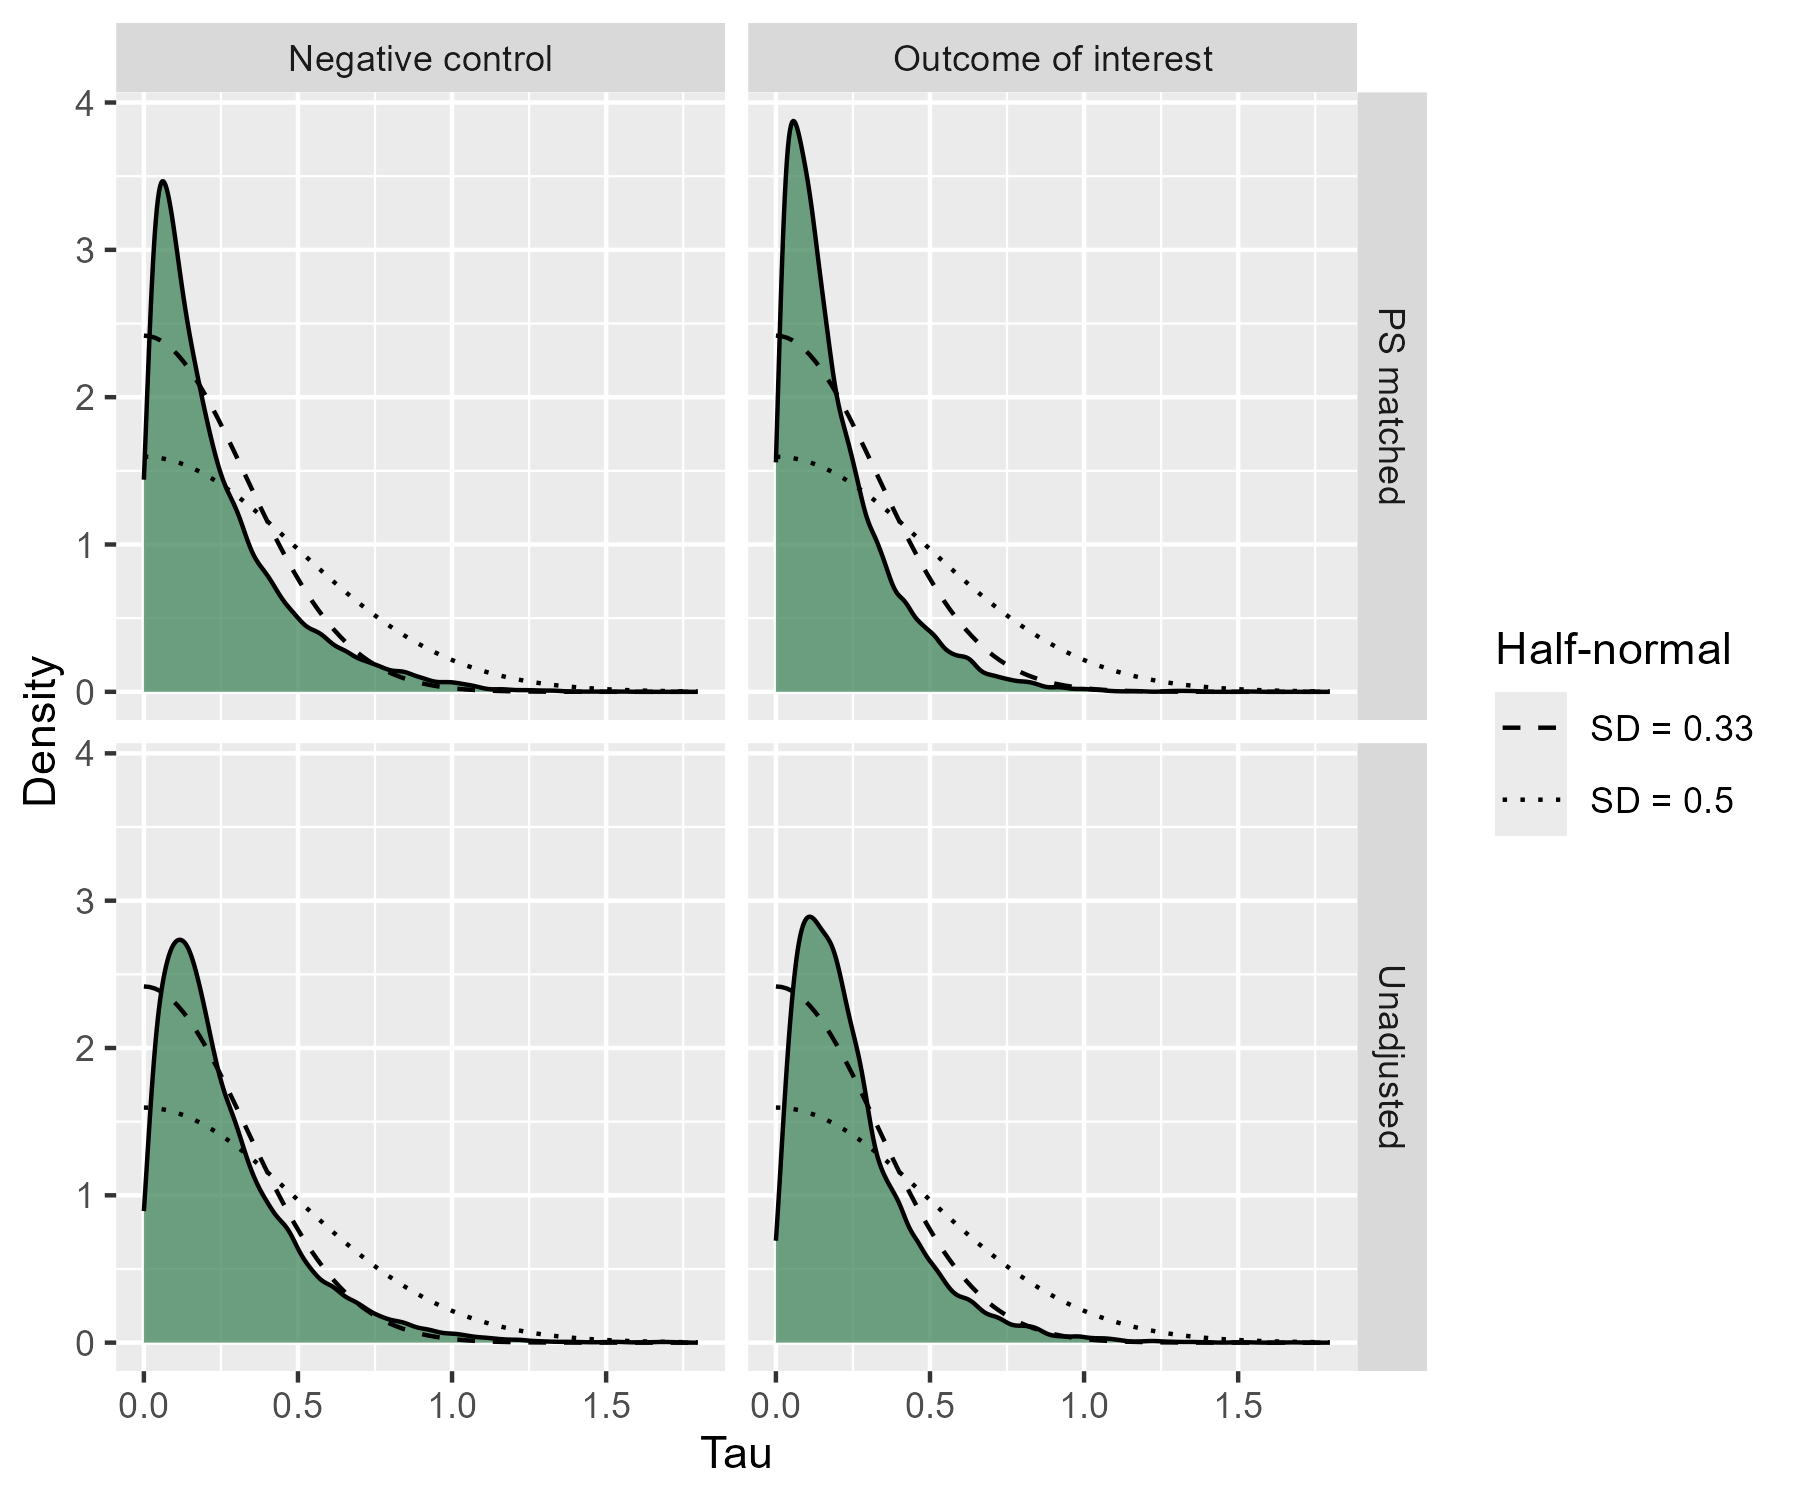 Negative control
Outcome of interest
4
3
2
1
0
PS matched
4
3
2
1
0
Unadjusted
Density
0.0 0.5 1.0 1.5
0.0 0.5 1.0 1.5
Tau
Half-normal
SD = 0.33
SD = 0.5